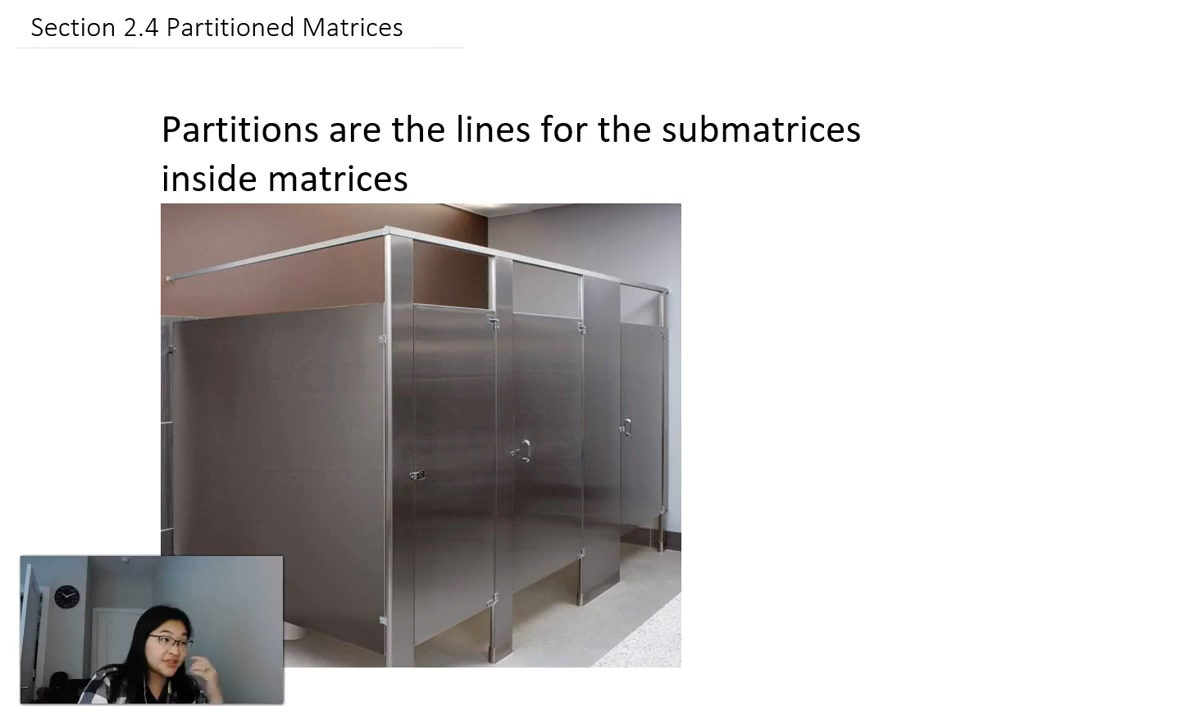 Section 2.4 Partitioned Matrices
Partitions are the lines for the submatrices
inside matrices